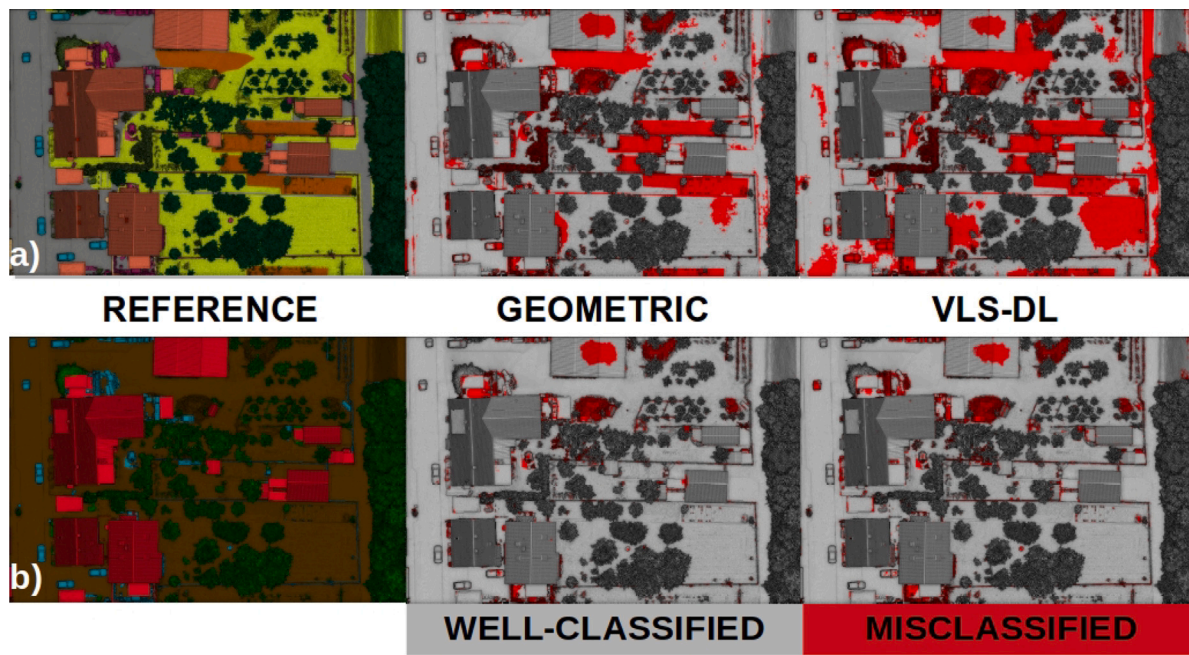 a)
REFERENCE GEOMETRIC VLS-DL
b)
WELL-CLASSIFIED MISCLASSIFIED